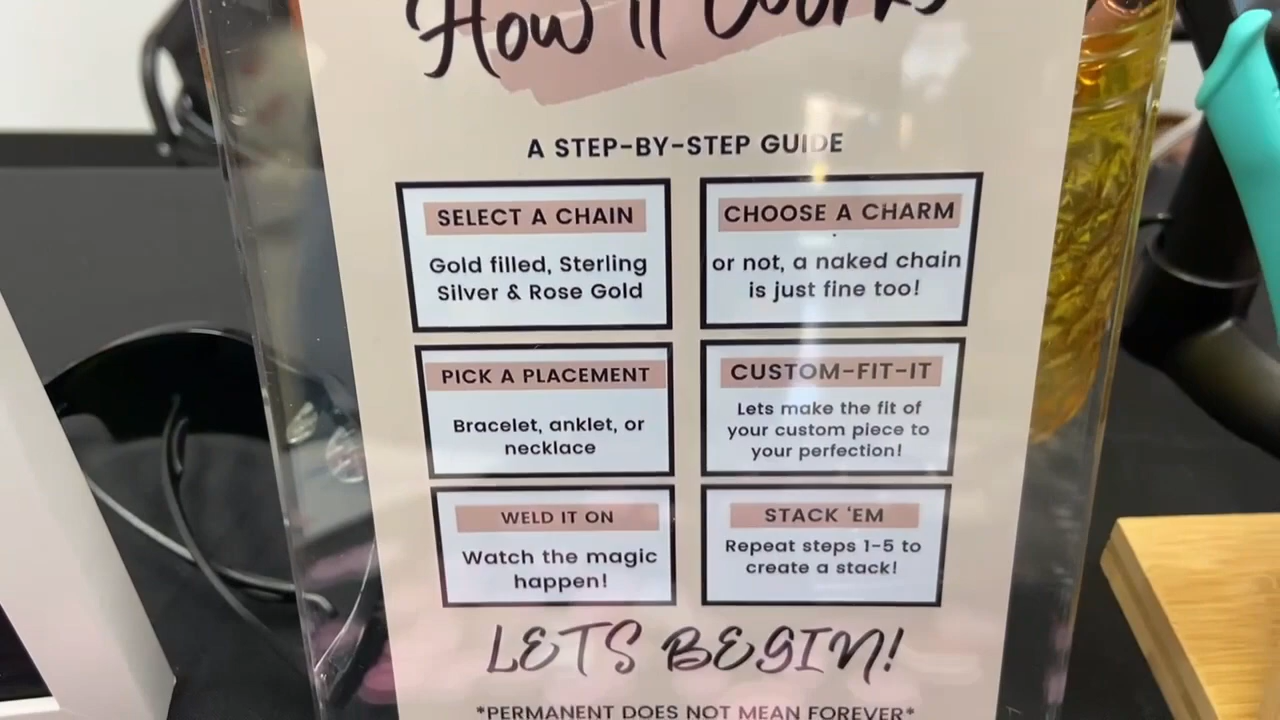 How It Works
A STEP-BY-STEP GUIDE
SELECT A CHAIN
Gold filled, Sterling
Silver & Rose Gold
CHOOSE A CHARM
or not, a naked chain
is just fine too!
PICK A PLACEMENT
Bracelet, anklet, or
necklace
CUSTOM-FIT-IT
Lets make the fit of
your custom piece to
your perfection!
WELD IT ON
Watch the magic
happen!
STACK ‘EM
Repeat steps 1-5 to
create a stack!
LETS BEGIN!
*PERMANENT DOES NOT MEAN FOREVER*